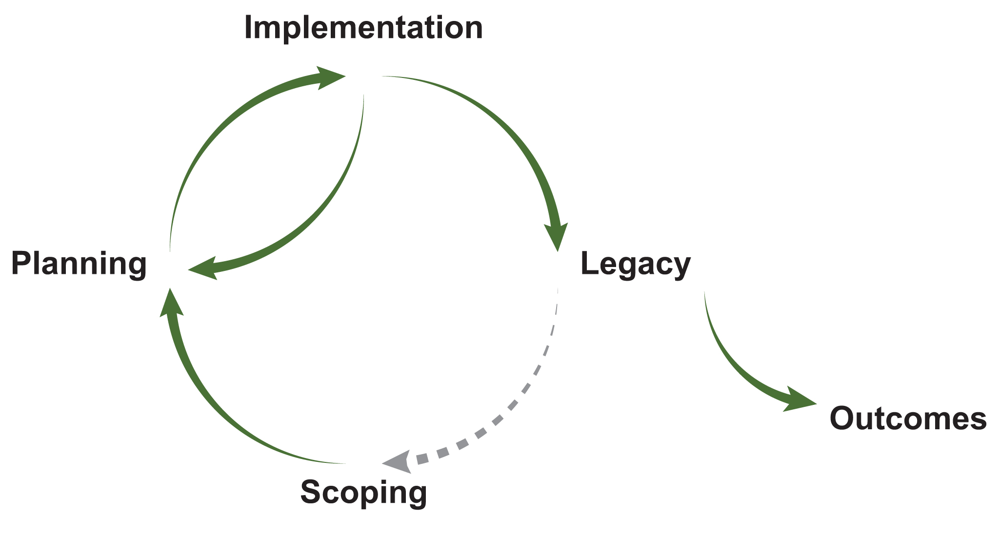 Implementation
Planning
Legacy
Outcomes
Scoping